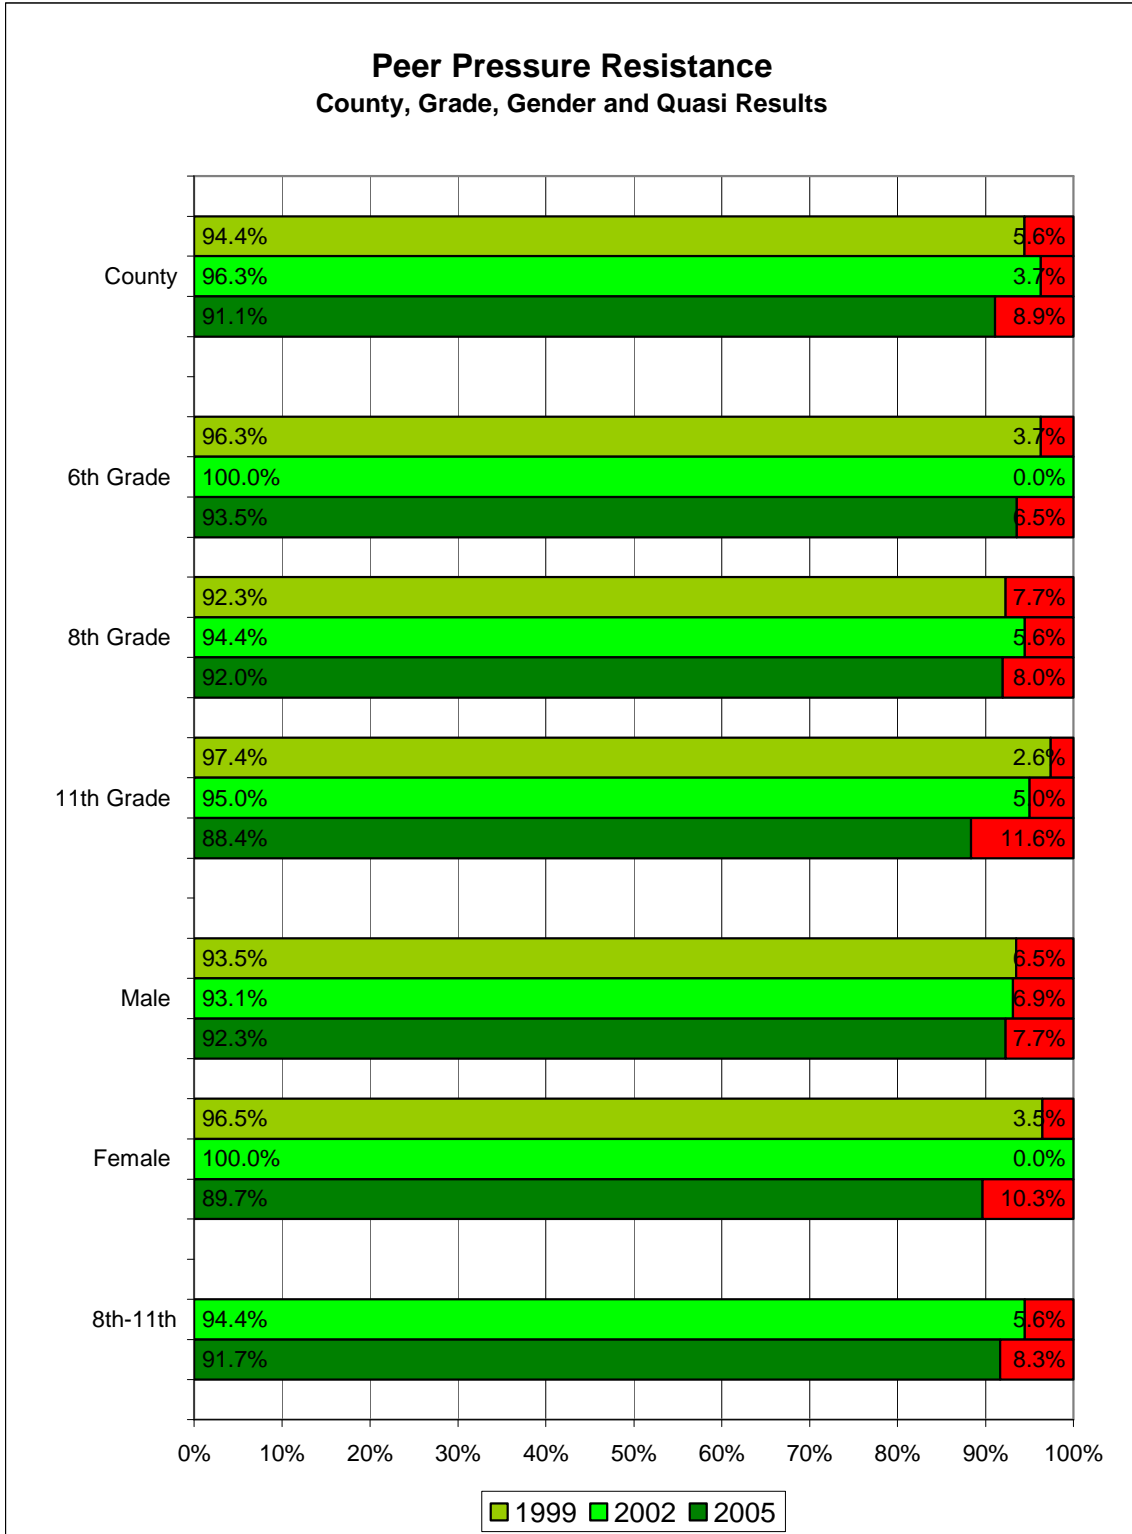 Peer Pressure Resistance
County, Grade, Gender and Quasi Results
94.4% 5.6%
County 96.3% 3.7%
91.1% 8.9%
96.3% 3.7%
6th Grade 100.0% 0.0%
93.5% 6.5%
92.3% 7.7%
8th Grade 94.4% 5.6%
92.0% 8.0%
97.4% 2.6%
11th Grade 95.0% 5.0%
88.4% 11.6%
93.5% 6.5%
Male 93.1% 6.9%
92.3% 7.7%
96.5% 3.5%
Female 100.0% 0.0%
89.7% 10.3%
8th-11th 94.4% 5.6%
91.7% 8.3%
0% 10% 20% 30% 40% 50% 60% 70% 80% 90% 100%
1999 2002 2005